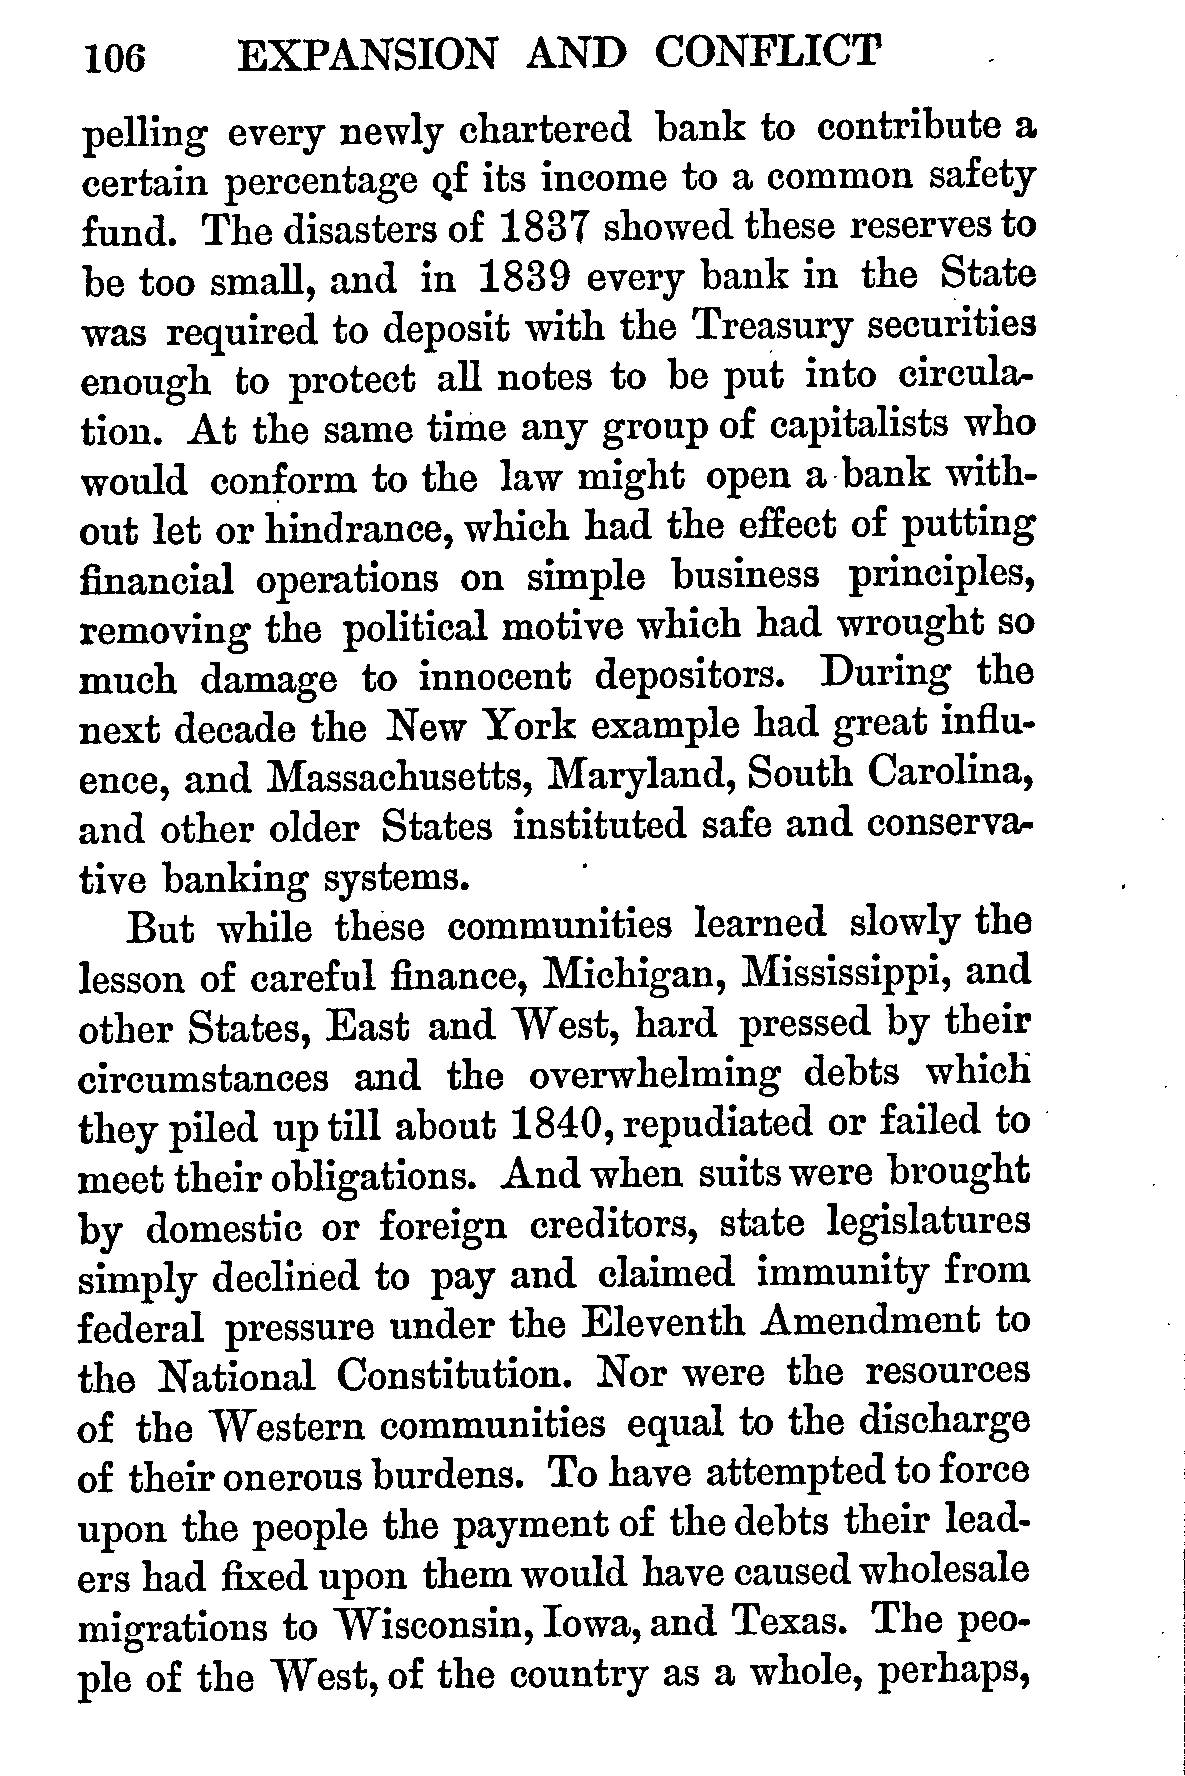 106 EXPANSION AND CONFLICT
pelling every newly chartered bank to contribute a
certain percentage of its income to a common safety
fund. The disasters of 1837 showed these reserves to
be too small, and in 1839 every bank in the State
was required to deposit with the Treasury securities
enough to protect all notes to be put into circula-
tion. At the same time any group of capitalists who
would conform to the law might open a bank with-
out let or hindrance, which had the effect of putting
financial operations on simple business principles,
removing the political motive which had wrought so
much damage to innocent depositors. During the
next decade the New York example had great influ-
ence, and Massachusetts, Maryland, South Carolina,
and other older States instituted safe and conserva-
tive banking systems.
But while these communities learned slowly the
lesson of careful finance, Michigan, Mississippi, and
other States, East and West, hard pressed by their
circumstances and the overwhelming debts which
they piled up till about 1840, repudiated or failed to
meet their obligations. And when suits were brought
by domestic or foreign creditors, state legislatures
simply declined to pay and claimed immunity from
federal pressure under the Eleventh Amendment to
the National Constitution. Nor were the resources
of the Western communities equal to the discharge
of their onerous burdens. To have attempted to force
upon the people the payment of the debts their lead-
ers had fixed upon them would have caused wholesale
migrations to Wisconsin, Iowa, and Texas. The peo-
ple of the West, of the country as a whole, perhaps,